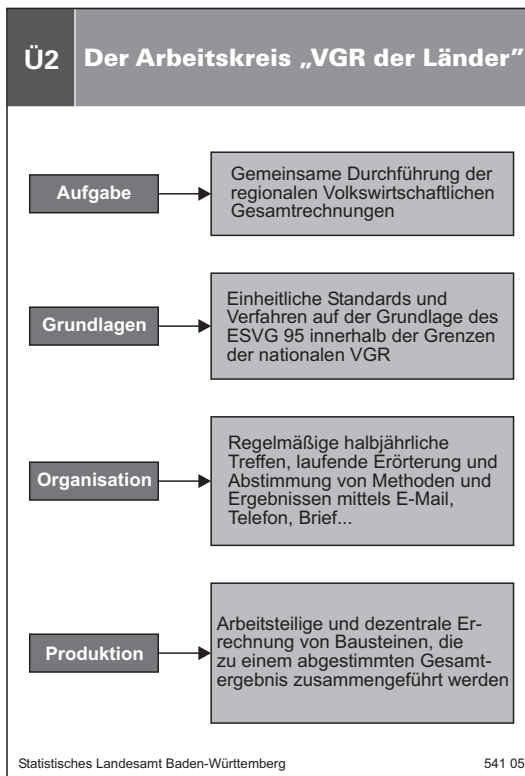 Ü2 Der Arbeitskreis „VGR der Länder”
Aufgabe
Gemeinsame Durchführung der
regionalen Volkswirtschaftlichen
Gesamtrechnungen
Grundlagen
Einheitliche Standards und
Verfahren auf der Grundlage des
ESVG 95 innerhalb der Grenzen
der nationalen VGR
Organisation
Regelmäßige halbjährliche
Treffen, laufende Erörterung und
Abstimmung von Methoden und
Ergebnissen mittels E-Mail,
Telefon, Brief...
Produktion
Arbeitsteilige und dezentrale Er-
rechnung von Bausteinen, die
zu einem abgestimmten Gesamt-
ergebnis zusammengeführt werden
Statistisches Landesamt Baden-Württemberg 541 05